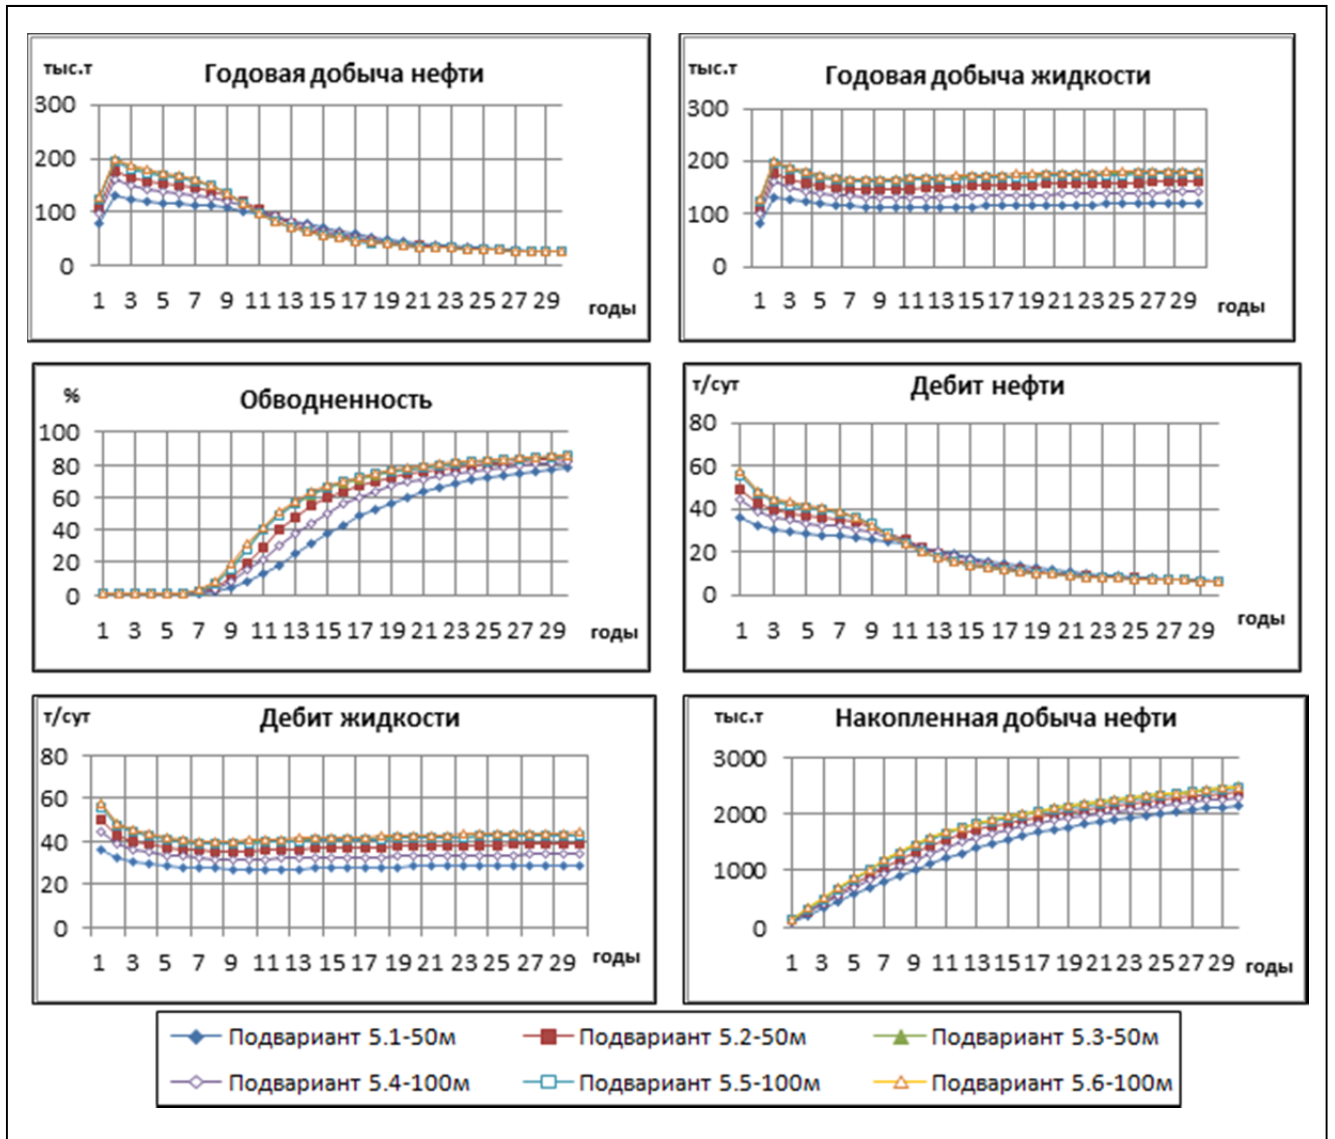 тыс.т
Годовая добыча нефти
300
200
100
0
1 3 5 7 9 11 13 15 17 19 21 23 25 27 29
годы
тыс.т
Годовая добыча жидкости
300
200
100
0
1 3 5 7 9 11 13 15 17 19 21 23 25 27 29
годы
%
Обводненность
100
80
60
40
20
0
1 3 5 7 9 11 13 15 17 19 21 23 25 27 29
годы
т/сут
Дебит нефти
80
60
40
20
0
1 3 5 7 9 11 13 15 17 19 21 23 25 27 29
годы
т/сут
Дебит жидкости
80
60
40
20
0
1 3 5 7 9 11 13 15 17 19 21 23 25 27 29
годы
тыс.т
Накопленная добыча нефти
3000
2000
1000
0
1 3 5 7 9 11 13 15 17 19 21 23 25 27 29
годы
Подвариант 5.1-50м Подвариант 5.2-50м Подвариант 5.3-50м
Подвариант 5.4-100м Подвариант 5.5-100м Подвариант 5.6-100м